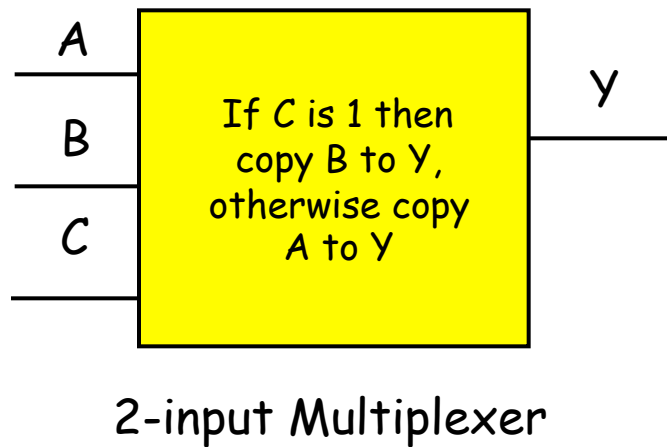 A
B
C
If C is 1 then
copy B to Y,
otherwise copy
A to Y
Y
2-input Multiplexer